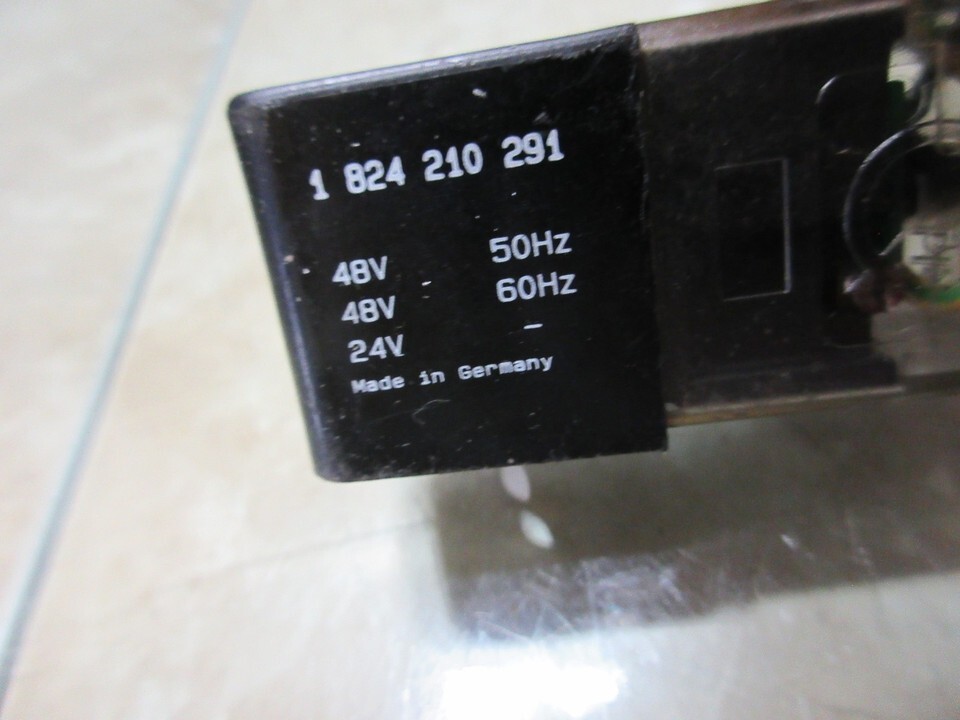 1 824 210 291
48V 50Hz
48V 60Hz
24V –
Made in Germany